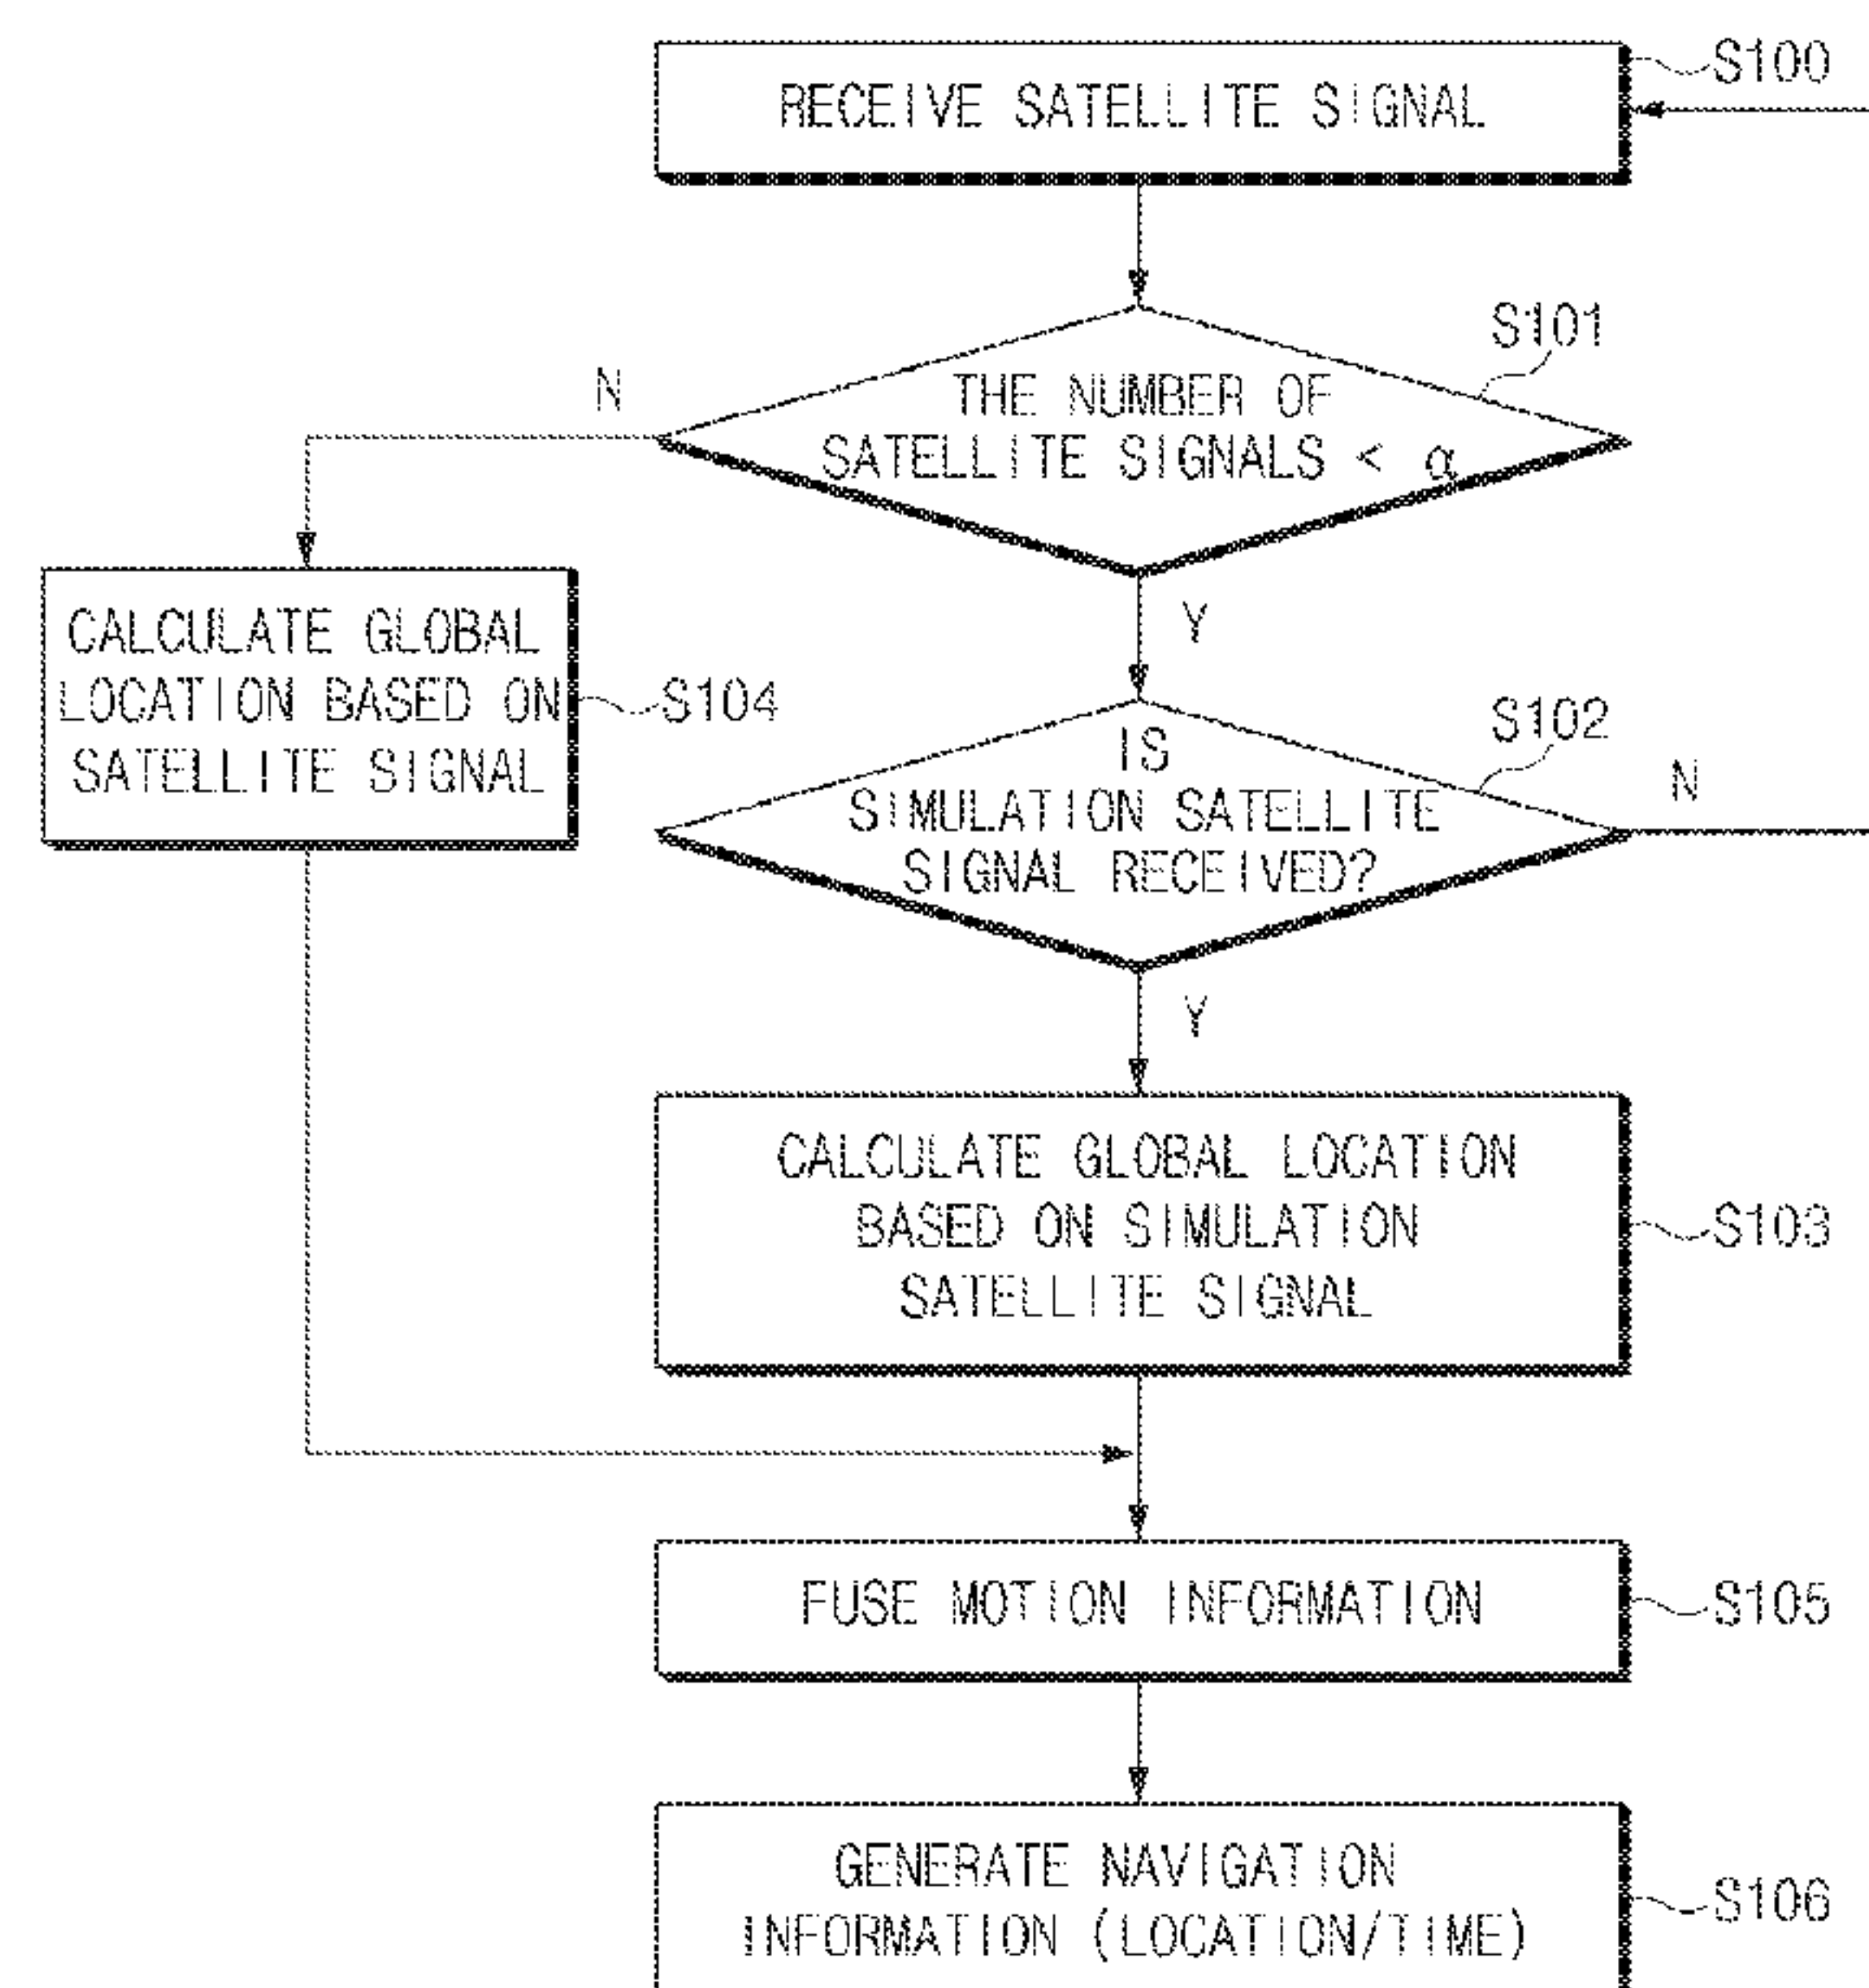 RECEIVE SATELLITE SIGNAL
S100
S101
N
THE NUMBER OF
SATELLITE SIGNALS < α
Y
CALCULATE GLOBAL
LOCATION BASED ON
SATELLITE SIGNAL
S104
S102
N
IS
SIMULATION SATELLITE
SIGNAL RECEIVED?
Y
CALCULATE GLOBAL LOCATION
BASED ON SIMULATION
SATELLITE SIGNAL
S103
FUSE MOTION INFORMATION
S105
GENERATE NAVIGATION
INFORMATION (LOCATION/TIME)
S106